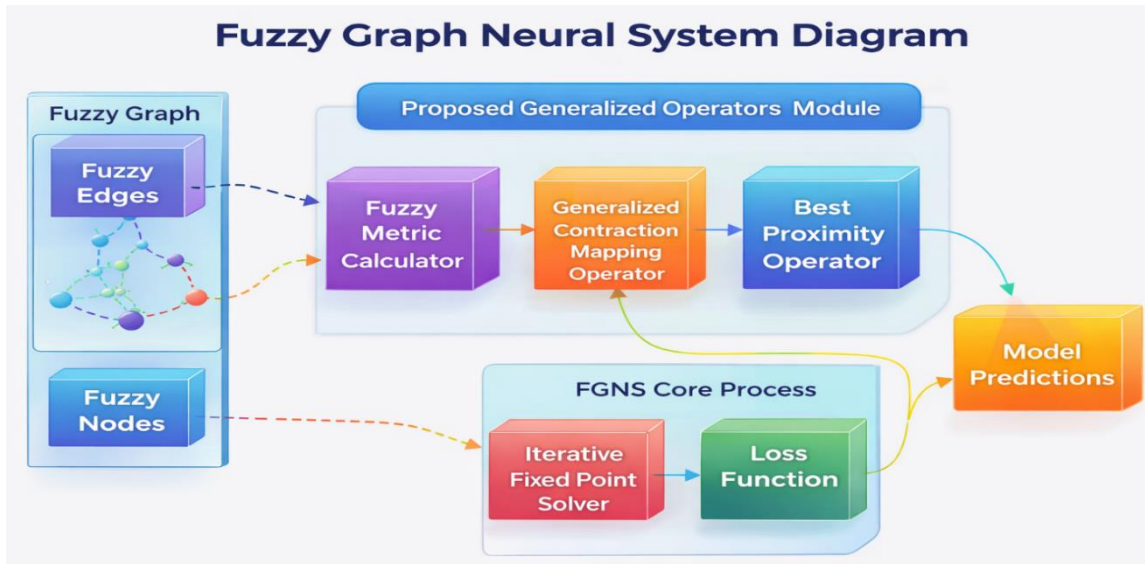 Fuzzy Graph Neural System Diagram
Fuzzy Graph
Fuzzy
Edges
Fuzzy
Nodes
Proposed Generalized Operators Module
Fuzzy
Metric
Calculator
Generalized
Contraction
Mapping
Operator
Best
Proximity
Operator
Model
Predictions
FGNS Core Process
Iterative
Fixed Point
Solver
Loss
Function